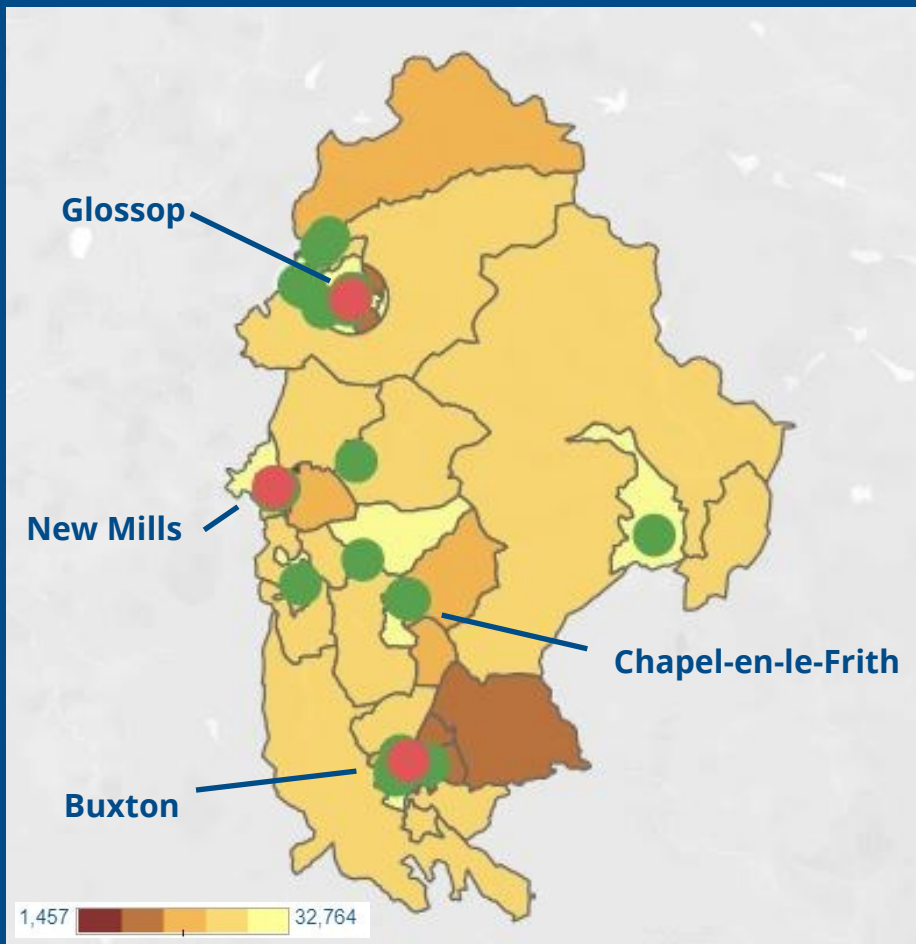 Glossop
New Mills
Chapel-en-le-Frith
Buxton
1,457 32,764